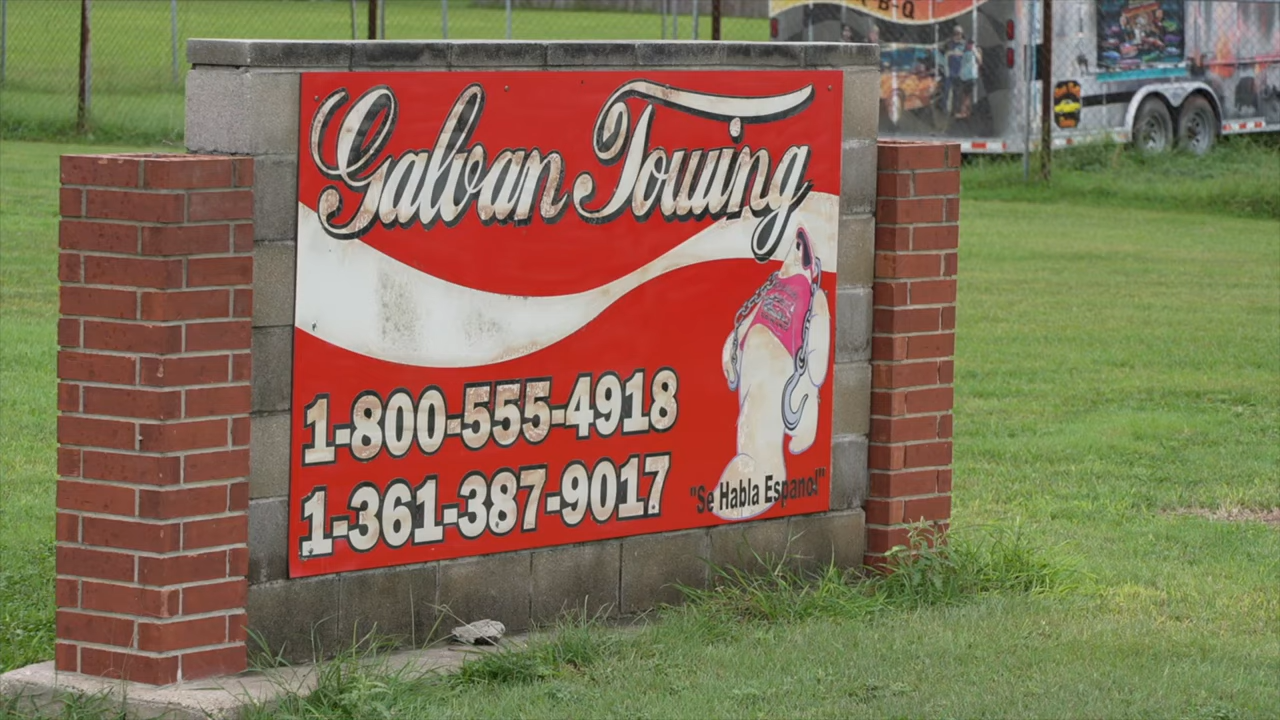 B-Q
Galvan Towing
1-800-555-4918
1-361-387-9017
"Se Habla Espanol"